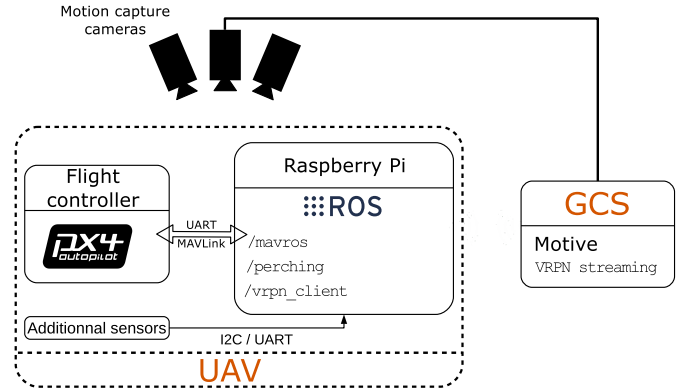 Motion capture
cameras
Flight
controller
px4
autopilot
UART
MAVLink
Raspberry Pi
ROS
/mavros
/perching
/vrpn_client
Additionnal sensors
I2C / UART
UAV
GCS
Motive
VRPN streaming